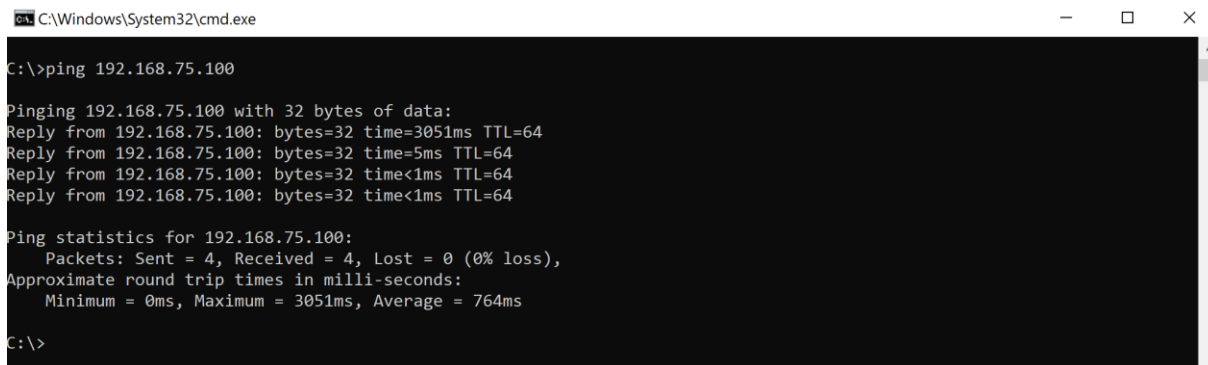 C:\Windows\System32\cmd.exe
C:\>ping 192.168.75.100
Pinging 192.168.75.100 with 32 bytes of data:
Reply from 192.168.75.100: bytes=32 time=3051ms TTL=64
Reply from 192.168.75.100: bytes=32 time=5ms TTL=64
Reply from 192.168.75.100: bytes=32 time<1ms TTL=64
Reply from 192.168.75.100: bytes=32 time<1ms TTL=64
Ping statistics for 192.168.75.100:
    Packets: Sent = 4, Received = 4, Lost = 0 (0% loss),
Approximate round trip times in milli-seconds:
    Minimum = 0ms, Maximum = 3051ms, Average = 764ms
C:\>